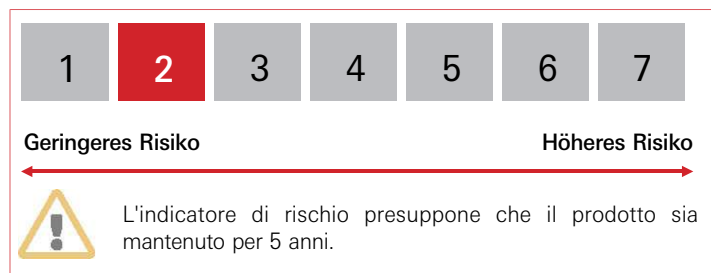 1 2 3 4 5 6 7
Geringeres Risiko Höheres Risiko
L'indicatore di rischio presuppone che il prodotto sia
mantenuto per 5 anni.